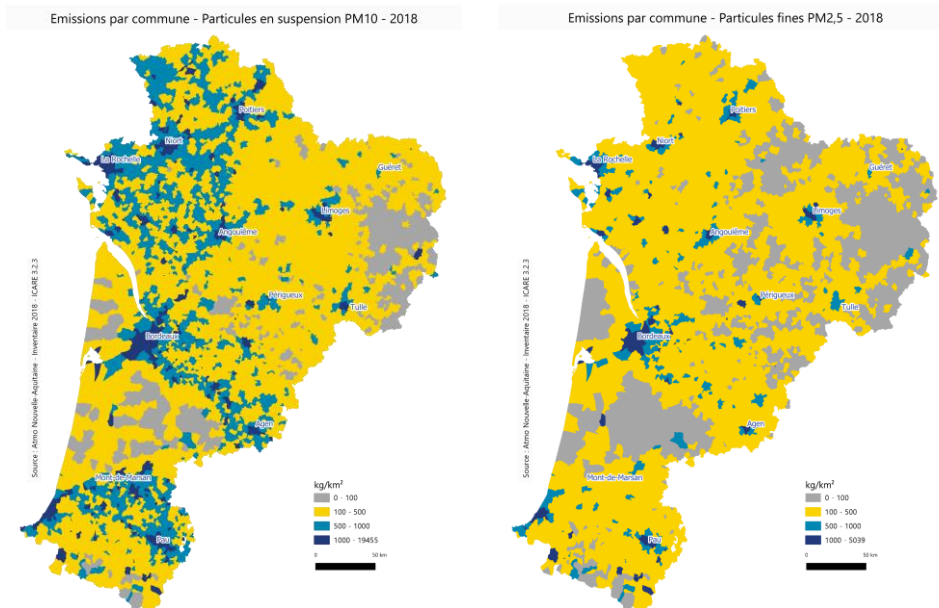 Emissions par commune - Particules en suspension PM10 - 2018
Poitiers
Niort
La Rochelle
Guéret
Limoges
Angoulême
Périgueux
Tulle
Bordeaux
Agen
Mont-de-Marsan
Pau
Source : Atmo Nouvelle-Aquitaine - Inventaire 2018 - ICARE 3.2.3
kg/km²
0 - 100
100 - 500
500 - 1000
1000 - 19455
0 50 km
Emissions par commune - Particules fines PM2,5 - 2018
Poitiers
Niort
La Rochelle
Guéret
Limoges
Angoulême
Périgueux
Tulle
Bordeaux
Agen
Mont-de-Marsan
Pau
Source : Atmo Nouvelle-Aquitaine - Inventaire 2018 - ICARE 3.2.3
kg/km²
0 - 100
100 - 500
500 - 1000
1000 - 5039
0 50 km